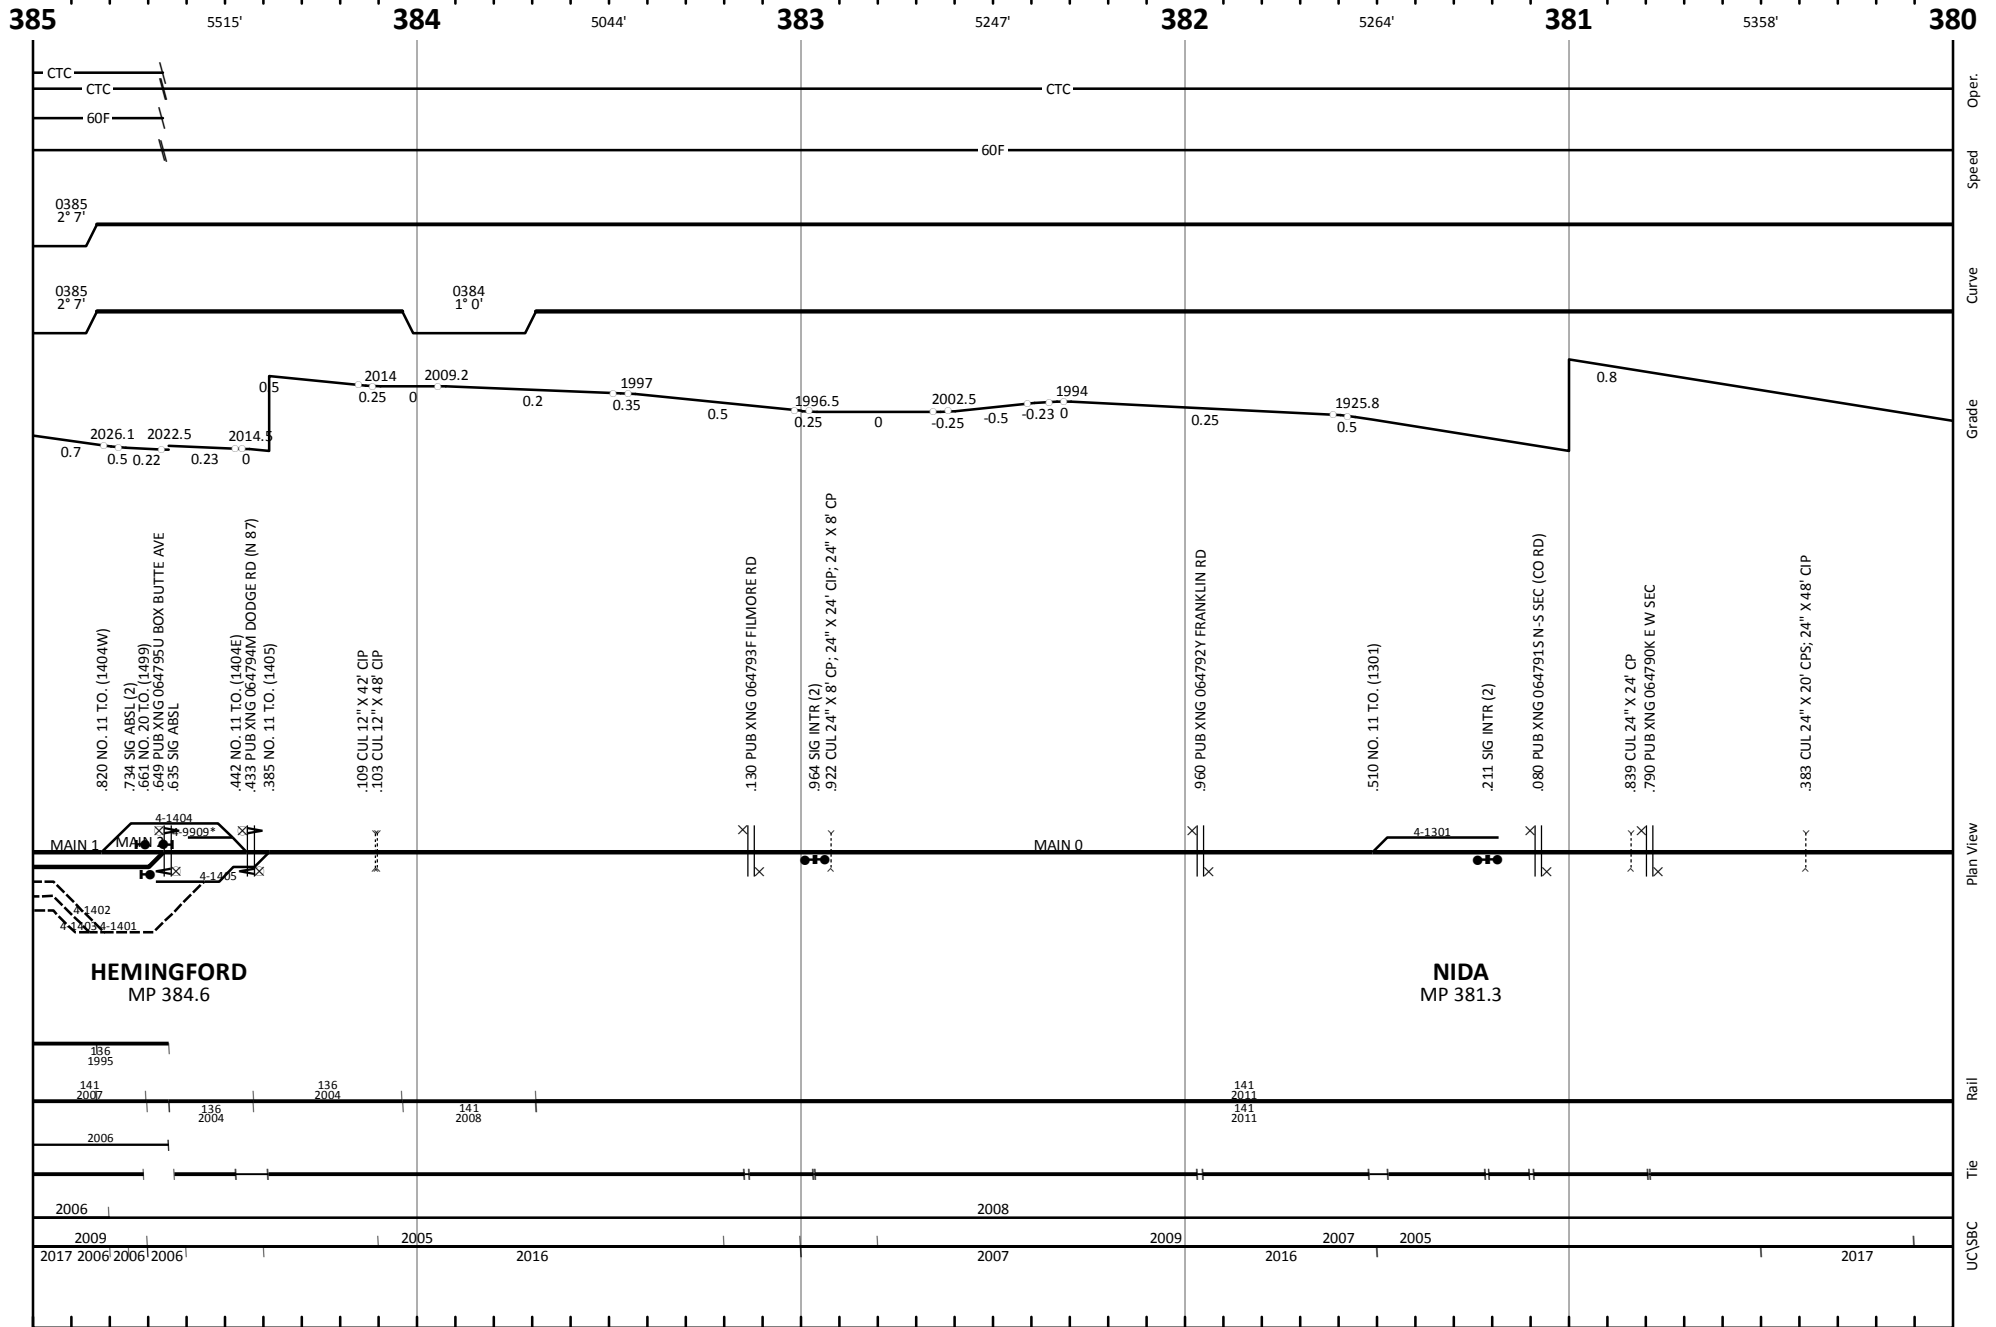 385 5515' 384 5044' 383 5247' 382 5264' 381 5358' 380
CTC
CTC CTC
60F
60F
Oper.
Speed
0385
2° 7'
0385
2° 7'
0384
1° 0'
Curve
2026.1 2022.5 2014.5 2014 2009.2 1997 1996.5 2002.5 1994 1925.8
0.7 0.5 0.22 0.23 0 0.5 0.25 0 0.2 0.35 0.5 0.25 0 -0.25 -0.5 -0.23 0 0.25 0.5 0.8
Grade
.820 NO. 11 T.O. (1404W)
.734 SIG ABSL (2)
.661 NO. 20 T.O. (1499)
.649 PUB XNG 064795U BOX BUTTE AVE
.635 SIG ABSL
.442 NO. 11 T.O. (1404E)
.433 PUB XNG 064794M DODGE RD (N 87)
.385 NO. 11 T.O. (1405)
.109 CUL 12" X 42' CIP
.103 CUL 12" X 48' CIP
.130 PUB XNG 064793F FILMORE RD
.964 SIG INTR (2)
.922 CUL 24" X 8' CP; 24" X 24' CIP; 24" X 8' CP
.960 PUB XNG 064792Y FRANKLIN RD
.510 NO. 11 T.O. (1301)
.211 SIG INTR (2)
.080 PUB XNG 064791S N-S SEC (CO RD)
.839 CUL 24" X 24' CP
.790 PUB XNG 064790K E W SEC
.383 CUL 24" X 20' CPS; 24" X 48' CIP
4-1404
4-9909*
4-1301
MAIN 1 MAIN 2 MAIN 0
4-1405
4-1402
4-1403 4-1401
Plan View
HEMINGFORD
MP 384.6
NIDA
MP 381.3
136
1995
141
2007
136
2004
141
2011
136
2004
141
2008
141
2011
Rail
2006
Tie
2006 2008
2009 2005 2009 2007 2005
2017 2006 2006 2006 2016 2007 2016 2017
UC\SBC